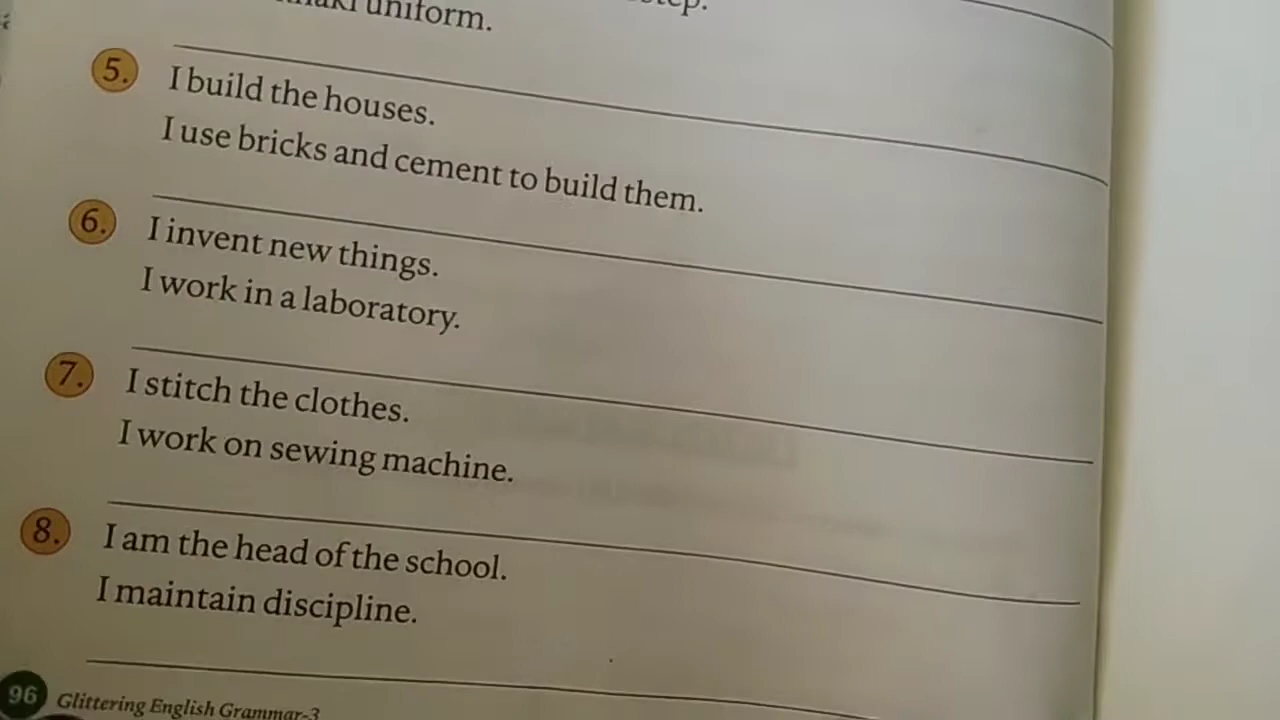 uniform.
5. I build the houses.
I use bricks and cement to build them.
6. I invent new things.
I work in a laboratory.
7. I stitch the clothes.
I work on sewing machine.
8. I am the head of the school.
I maintain discipline.
96 Glittering English Grammar-3